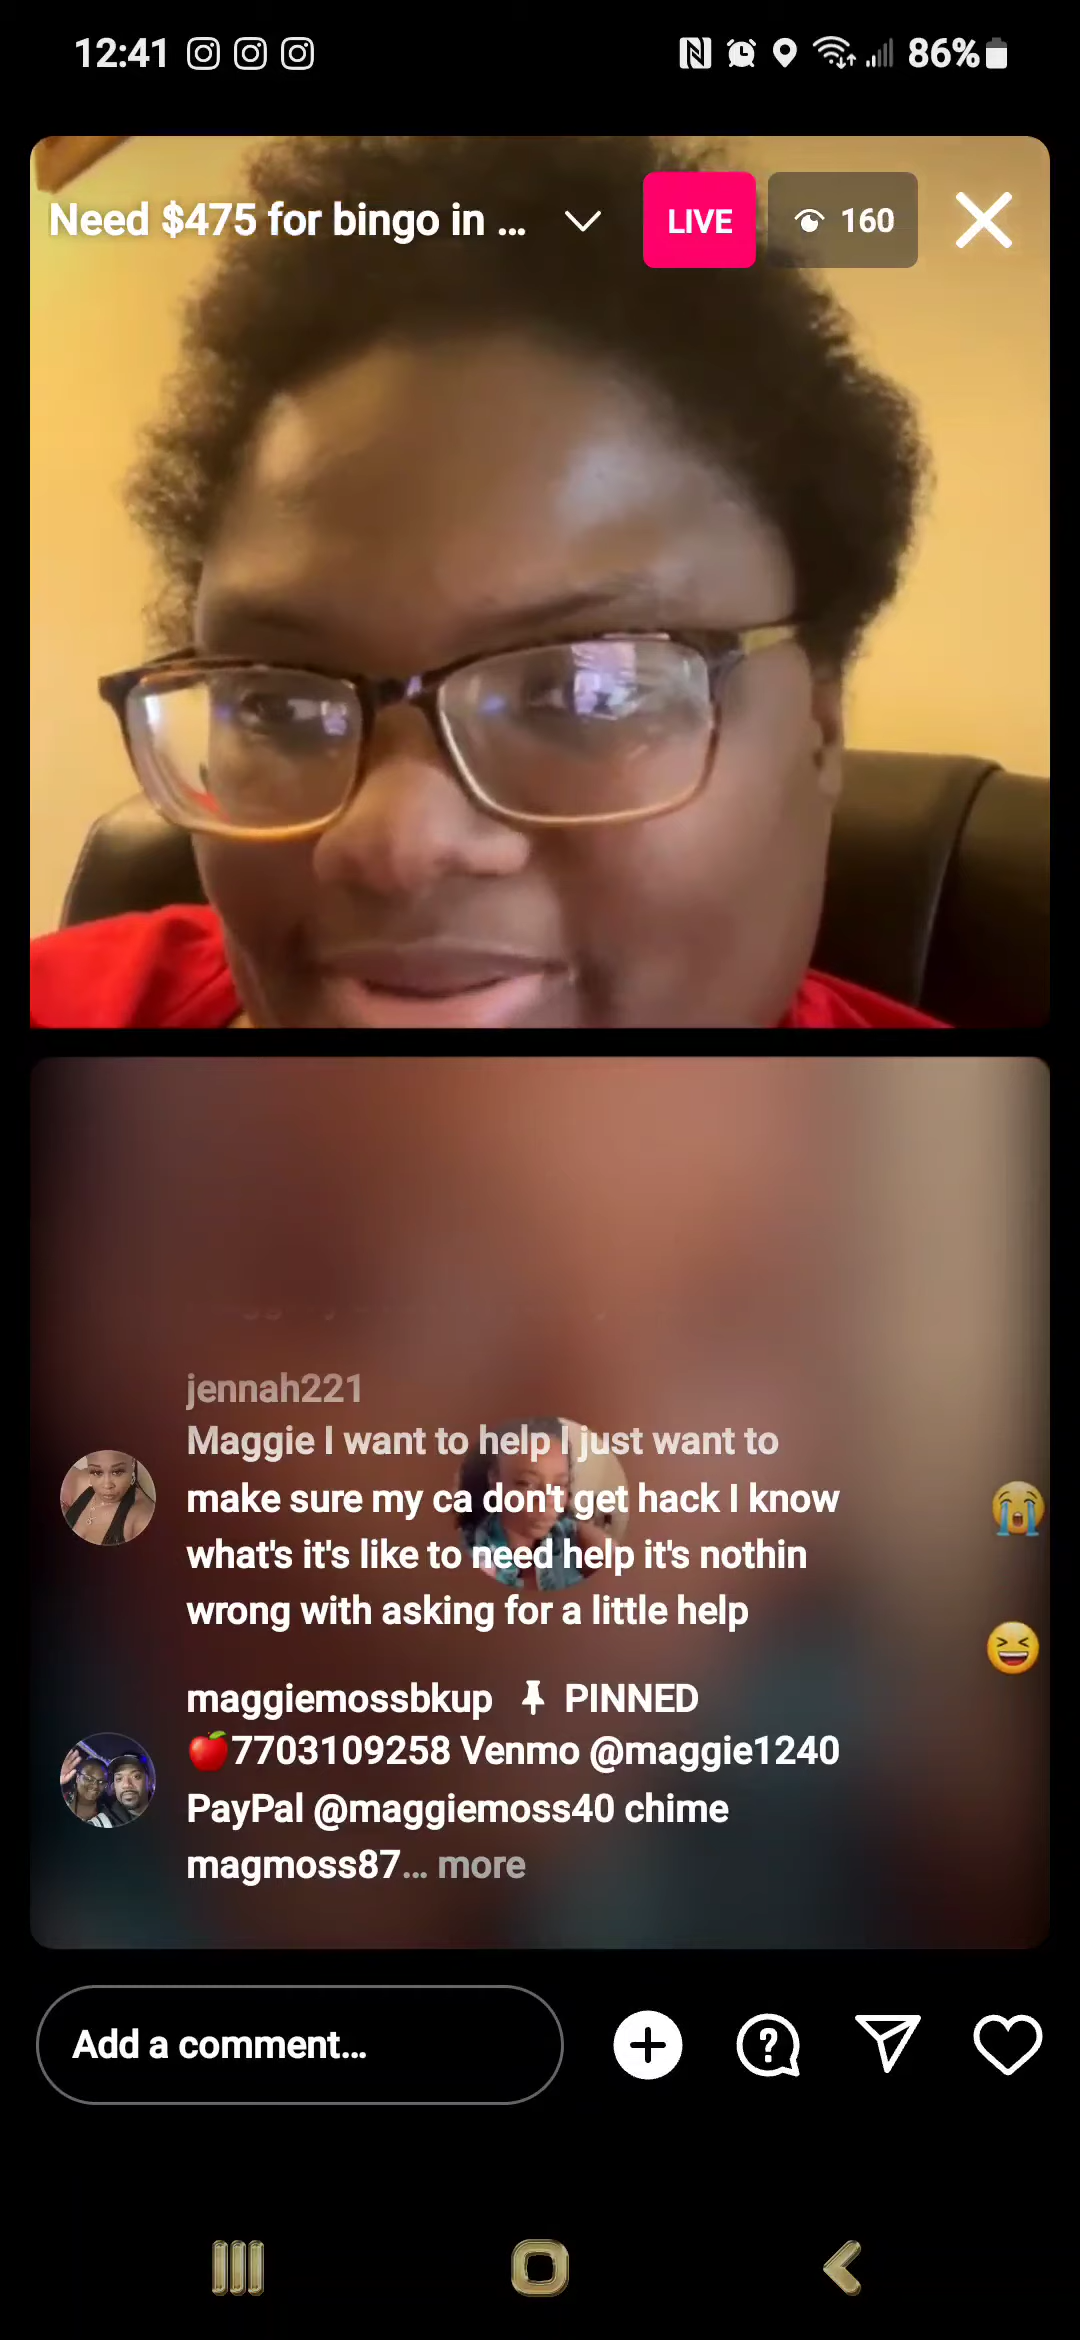 12:41
86%
Need $475 for bingo in ...
LIVE
160
jennah221
Maggie I want to help I just want to
make sure my ca don't get hack I know
what's it's like to need help it's nothin
wrong with asking for a little help
maggiemossbkup PINNED
🍎7703109258 Venmo @maggie1240
PayPal @maggiemoss40 chime
magmoss87... more
Add a comment...